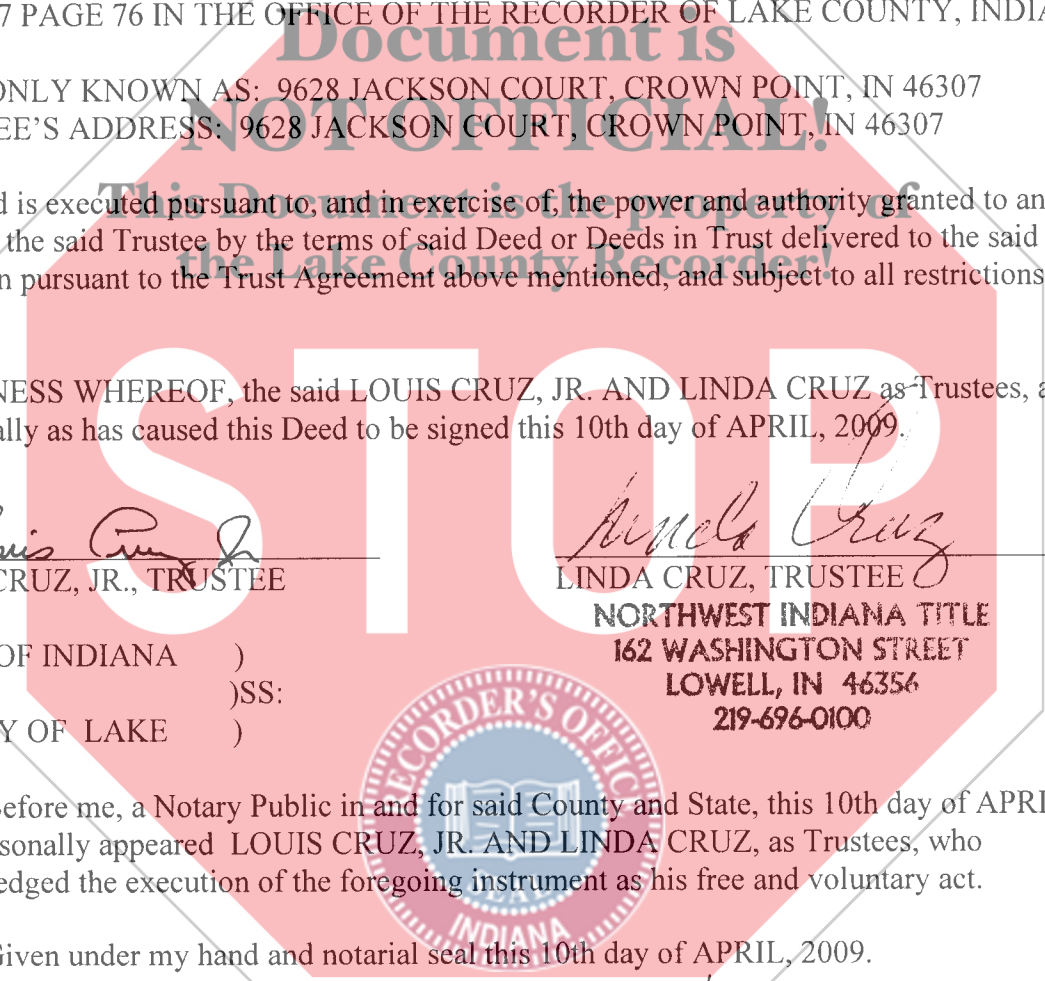 7 PAGE 76 IN THE OFFICE OF THE RECORDER OF LAKE COUNTY, INDIA
Document is
ONLY KNOWN AS: 9628 JACKSON COURT, CROWN POINT, IN 46307
NOT OFFICIAL!
EE'S ADDRESS: 9628 JACKSON COURT, CROWN POINT, IN 46307
This Document is the property of
d is executed pursuant to, and in exercise of, the power and authority granted to an
the said Trustee by the terms of said Deed or Deeds in Trust delivered to the said
the Lake County Recorder!
n pursuant to the Trust Agreement above mentioned, and subject to all restrictions
STOP
NESS WHEREOF, the said LOUIS CRUZ, JR. AND LINDA CRUZ as Trustees, a
ally as has caused this Deed to be signed this 10th day of APRIL, 2009.
uis Cruz Jr
Linda Cruz
CRUZ, JR., TRUSTEE
LINDA CRUZ, TRUSTEE
NORTHWEST INDIANA TITLE
162 WASHINGTON STREET
LOWELL, IN 46356
219-696-0100
OF INDIANA )
)SS:
Y OF LAKE )
RECORDER'S OFFICE
Before me, a Notary Public in and for said County and State, this 10th day of APRI
sonally appeared LOUIS CRUZ, JR. AND LINDA CRUZ, as Trustees, who
edged the execution of the foregoing instrument as his free and voluntary act.
SEAL
INDIANA
Given under my hand and notarial seal this 10th day of APRIL, 2009.